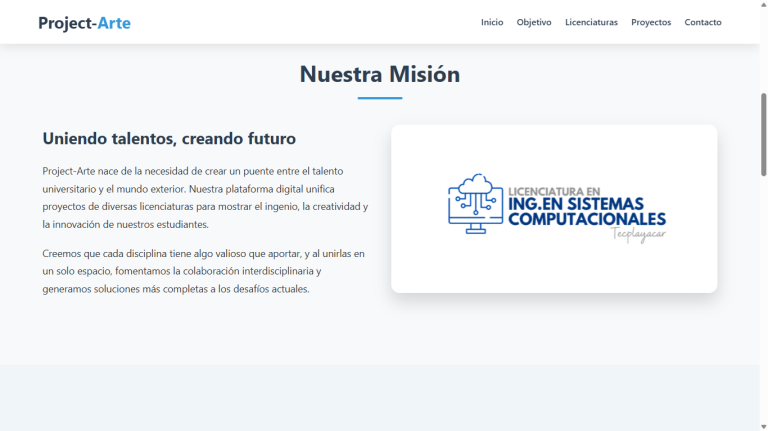 Project-Arte
Inicio Objetivo Licenciaturas Proyectos Contacto
Nuestra Misión
Uniendo talentos, creando futuro
Project-Arte nace de la necesidad de crear un puente entre el talento
universitario y el mundo exterior. Nuestra plataforma digital unifica
proyectos de diversas licenciaturas para mostrar el ingenio, la creatividad y
la innovación de nuestros estudiantes.
Creemos que cada disciplina tiene algo valioso que aportar, y al unirlas en
un solo espacio, fomentamos la colaboración interdisciplinaria y
generamos soluciones más completas a los desafíos actuales.
LICENCIATURA EN
ING.EN SISTEMAS
COMPUTACIONALES
Tecplayacar